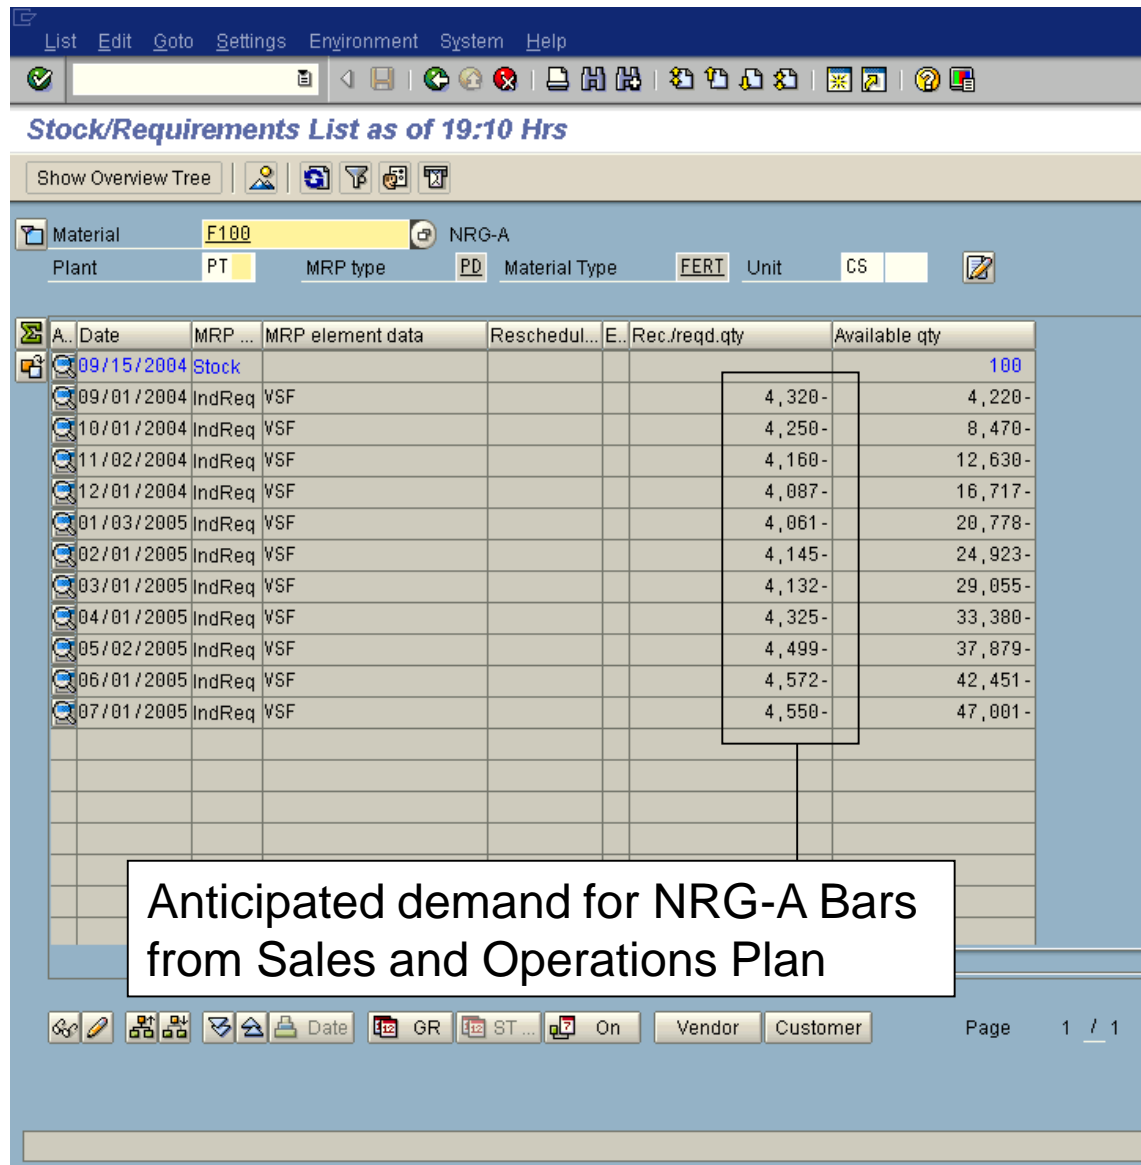 List Edit Goto Settings Environment System Help
Stock/Requirements List as of 19:10 Hrs
Show Overview Tree
Material F100 NRG-A
Plant PT MRP type PD Material Type FERT Unit CS
A.. Date MRP ... MRP element data Reschedul... E.. Rec./reqd.qty Available qty
09/15/2004 Stock 100
09/01/2004 IndReq VSF 4,320- 4,220-
10/01/2004 IndReq VSF 4,250- 8,470-
11/02/2004 IndReq VSF 4,160- 12,630-
12/01/2004 IndReq VSF 4,087- 16,717-
01/03/2005 IndReq VSF 4,061- 20,778-
02/01/2005 IndReq VSF 4,145- 24,923-
03/01/2005 IndReq VSF 4,132- 29,055-
04/01/2005 IndReq VSF 4,325- 33,380-
05/02/2005 IndReq VSF 4,499- 37,879-
06/01/2005 IndReq VSF 4,572- 42,451-
07/01/2005 IndReq VSF 4,550- 47,001-
Anticipated demand for NRG-A Bars
from Sales and Operations Plan
Date GR ST ... On Vendor Customer Page 1 / 1